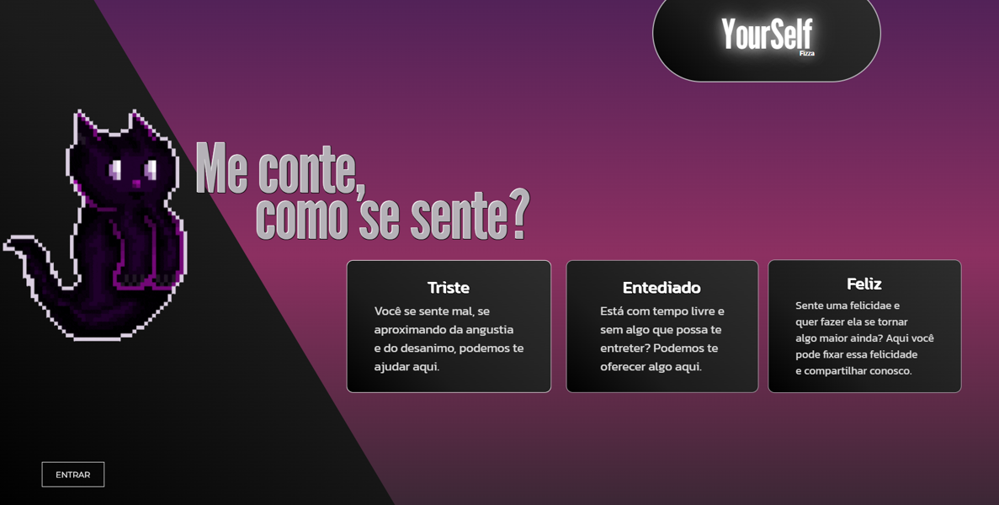 YourSelf
Fizza
Me conte,
como se sente?
Triste
Você se sente mal, se
aproximando da angustia
e do desanimo, podemos te
ajudar aqui.
Entediado
Está com tempo livre e
sem algo que possa te
entreter? Podemos te
oferecer algo aqui.
Feliz
Sente uma felicidae e
quer fazer ela se tornar
algo maior ainda? Aqui você
pode fixar essa felicidade
e compartilhar conosco.
ENTRAR